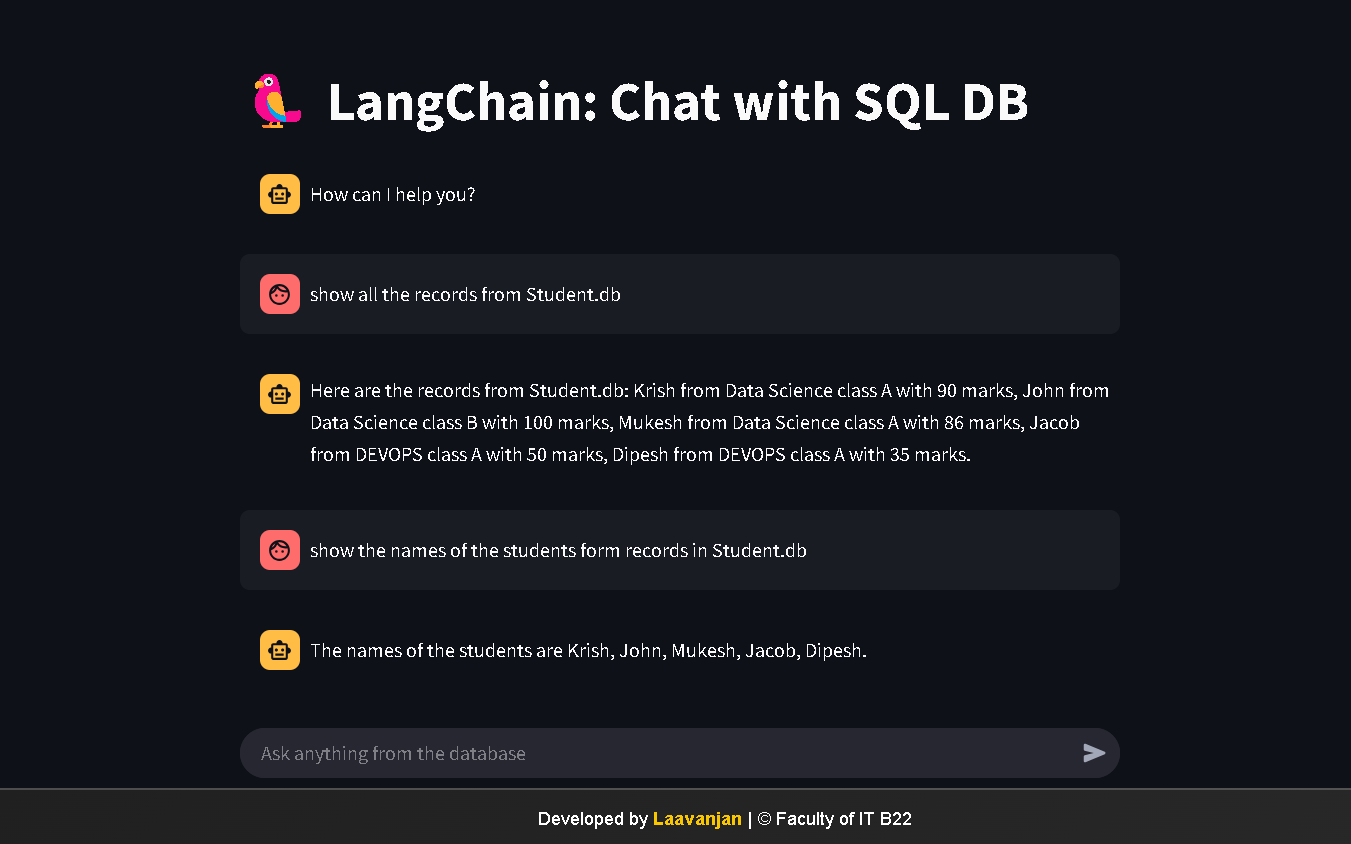 LangChain: Chat with SQL DB
How can I help you?
show all the records from Student.db
Here are the records from Student.db: Krish from Data Science class A with 90 marks, John from
Data Science class B with 100 marks, Mukesh from Data Science class A with 86 marks, Jacob
from DEVOPS class A with 50 marks, Dipesh from DEVOPS class A with 35 marks.
show the names of the students form records in Student.db
The names of the students are Krish, John, Mukesh, Jacob, Dipesh.
Ask anything from the database
Developed by Laavanjan | © Faculty of IT B22